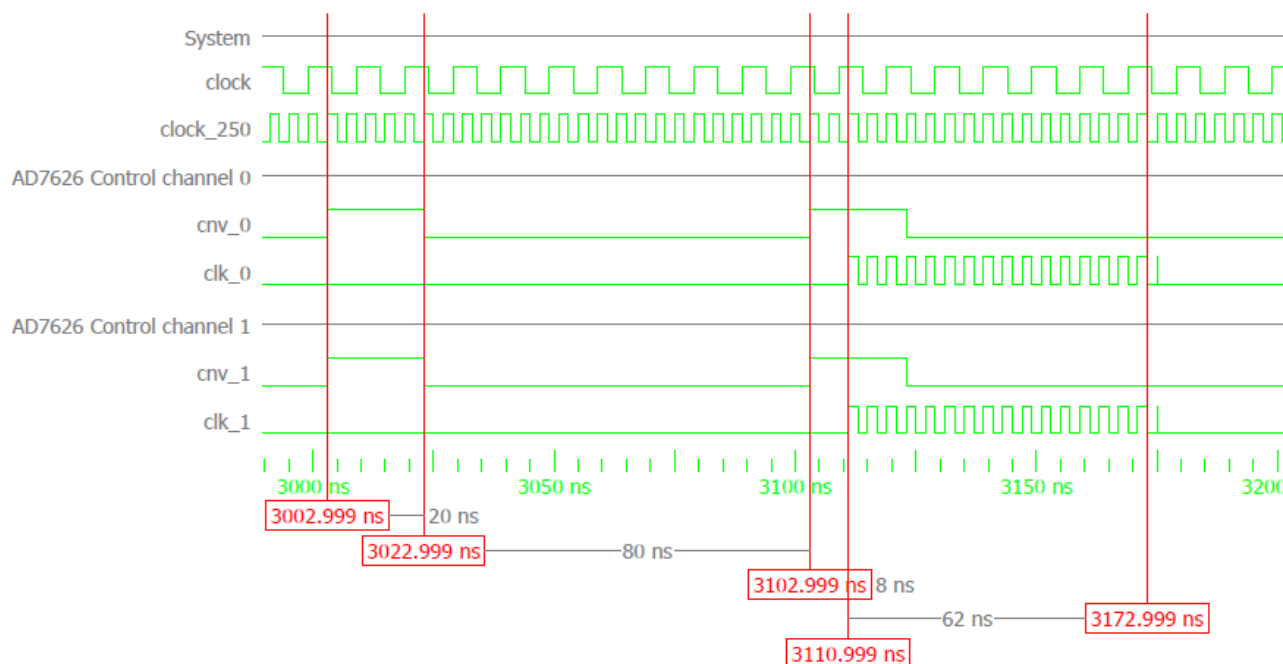 System
clock
clock_250
AD7626 Control channel 0
cnv_0
clk_0
AD7626 Control channel 1
cnv_1
clk_1
3000 ns 3050 ns 3100 ns 3150 ns 3200
3002.999 ns 20 ns
3022.999 ns 80 ns
3102.999 ns 8 ns
62 ns 3172.999 ns
3110.999 ns